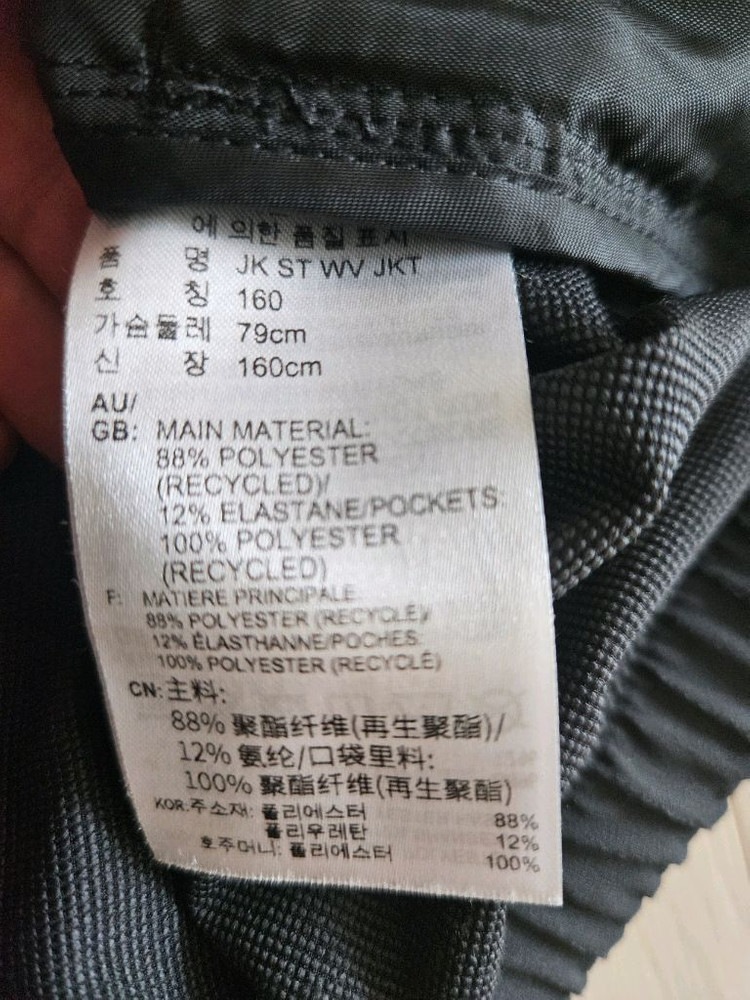 에 의한 품질 표시
품 명 JK ST WV JKT
호 칭 160
가슴둘레 79cm
신 장 160cm
AU/
GB: MAIN MATERIAL:
88% POLYESTER
(RECYCLED)/
12% ELASTANE/POCKETS:
100% POLYESTER
(RECYCLED)
F: MATIERE PRINCIPALE:
88% POLYESTER (RECYCLÉ)/
12% ÉLASTHANNE/POCHES:
100% POLYESTER (RECYCLÉ)
CN: 主料:
88% 聚酯纤维(再生聚酯)/
12% 氨纶/口袋里料:
100% 聚酯纤维(再生聚酯)
KOR: 주소재: 폴리에스터 88%
폴리우레탄 12%
호주머니: 폴리에스터 100%